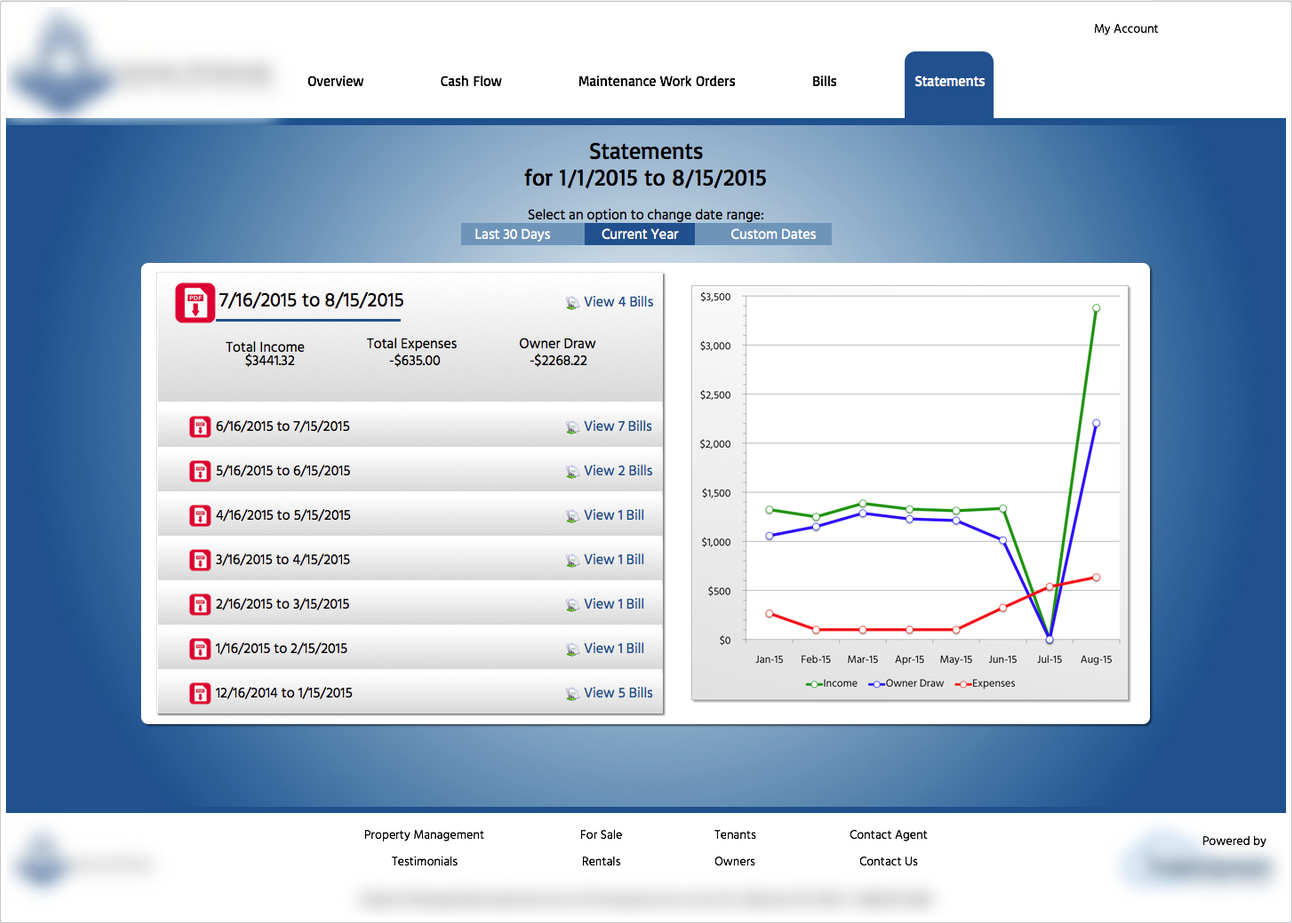 My Account
Overview Cash Flow Maintenance Work Orders Bills Statements
Statements
for 1/1/2015 to 8/15/2015
Select an option to change date range:
Last 30 Days Current Year Custom Dates
PDF 7/16/2015 to 8/15/2015 View 4 Bills
Total Income Total Expenses Owner Draw
$3441.32 -$635.00 -$2268.22
PDF 6/16/2015 to 7/15/2015 View 7 Bills
PDF 5/16/2015 to 6/15/2015 View 2 Bills
PDF 4/16/2015 to 5/15/2015 View 1 Bill
PDF 3/16/2015 to 4/15/2015 View 1 Bill
PDF 2/16/2015 to 3/15/2015 View 1 Bill
PDF 1/16/2015 to 2/15/2015 View 1 Bill
PDF 12/16/2014 to 1/15/2015 View 5 Bills
$3,500
$3,000
$2,500
$2,000
$1,500
$1,000
$500
$0
Jan-15 Feb-15 Mar-15 Apr-15 May-15 Jun-15 Jul-15 Aug-15
Income Owner Draw Expenses
Property Management For Sale Tenants Contact Agent
Testimonials Rentals Owners Contact Us
Powered by